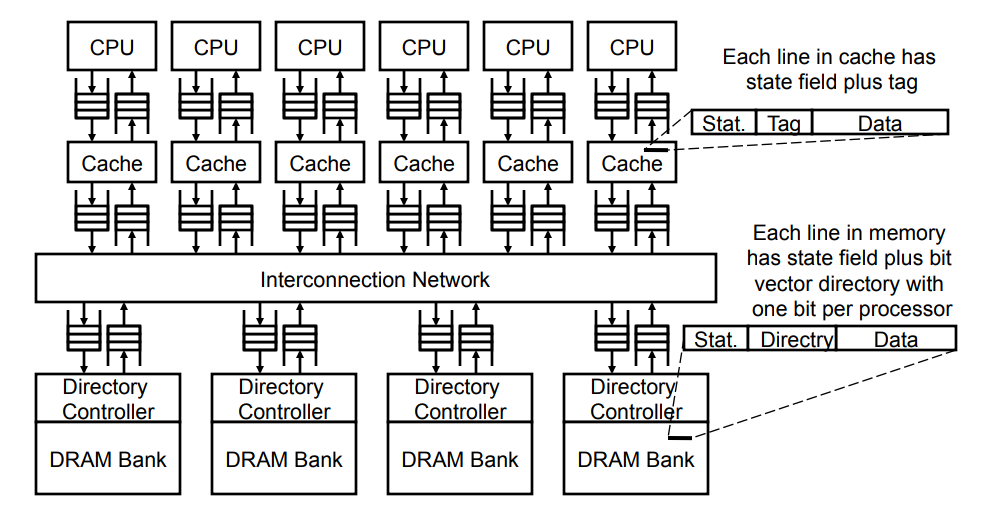 CPU CPU CPU CPU CPU CPU
Each line in cache has
state field plus tag
Stat. Tag Data
Cache Cache Cache Cache Cache Cache
Each line in memory
has state field plus bit
vector directory with
one bit per processor
Interconnection Network
Stat. Directry Data
Directory Directory Directory Directory
Controller Controller Controller Controller
DRAM Bank DRAM Bank DRAM Bank DRAM Bank